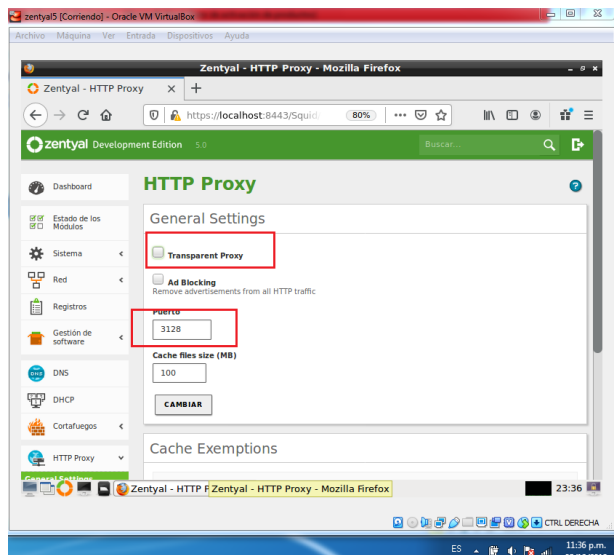 zentyal5 [Corriendo] - Oracle VM VirtualBox
Archivo Máquina Ver Entrada Dispositivos Ayuda
Zentyal - HTTP Proxy - Mozilla Firefox
Zentyal - HTTP Proxy
https://localhost:8443/Squid
80%
zentyal Development Edition 5.0
Buscar...
HTTP Proxy
Dashboard
Estado de los
Módulos
Sistema
Red
Registros
Gestión de
software
DNS
DHCP
Cortafuegos
HTTP Proxy
General Settings
General Settings
Transparent Proxy
Ad Blocking
Remove advertisements from all HTTP traffic
Puerto
3128
Cache files size (MB)
100
CAMBIAR
Cache Exemptions
Zentyal - HTTP P
Zentyal - HTTP Proxy - Mozilla Firefox
23:36
CTRL DERECHA
ES
11:36 p.m.